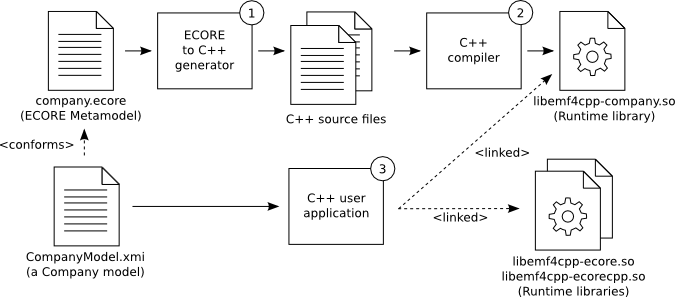 1
ECORE
to C++
generator
2
C++
compiler
company.ecore
(ECORE Metamodel)
C++ source files
libemf4cpp-company.so
(Runtime library)
<conforms>
<linked>
3
C++ user
application
<linked>
CompanyModel.xmi
(a Company model)
libemf4cpp-ecore.so
libemf4cpp-ecorecpp.so
(Runtime libraries)